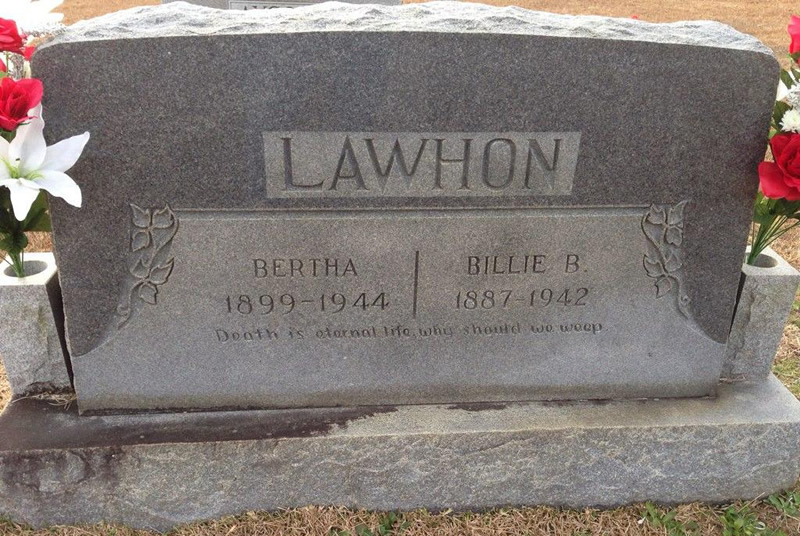 LAWHON
BERTHA
1899-1944
BILLIE B.
1887-1942
Death is eternal life, why should we weep